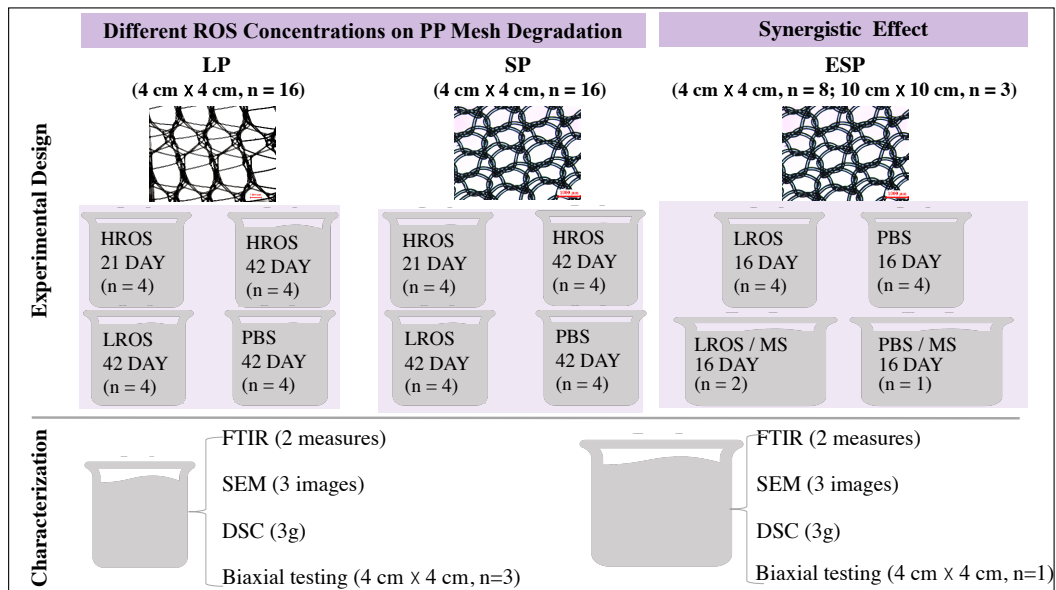 Different ROS Concentrations on PP Mesh Degradation
Synergistic Effect
Experimental Design
LP
(4 cm x 4 cm, n = 16)
SP
(4 cm x 4 cm, n = 16)
ESP
(4 cm x 4 cm, n = 8; 10 cm x 10 cm, n = 3)
1000 μm
1000 μm
HROS
21 DAY
(n = 4)
HROS
42 DAY
(n = 4)
LROS
42 DAY
(n = 4)
PBS
42 DAY
(n = 4)
HROS
21 DAY
(n = 4)
HROS
42 DAY
(n = 4)
LROS
42 DAY
(n = 4)
PBS
42 DAY
(n = 4)
LROS
16 DAY
(n = 4)
PBS
16 DAY
(n = 4)
LROS / MS
16 DAY
(n = 2)
PBS / MS
16 DAY
(n = 1)
Characterization
FTIR (2 measures)
SEM (3 images)
DSC (3g)
Biaxial testing (4 cm x 4 cm, n=3)
FTIR (2 measures)
SEM (3 images)
DSC (3g)
Biaxial testing (4 cm x 4 cm, n=1)